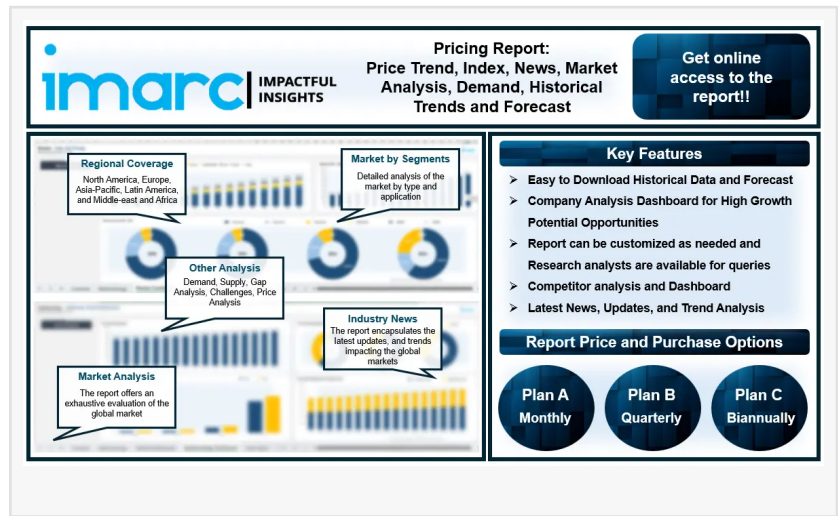 imarc
IMPACTFUL
INSIGHTS
Pricing Report:
Price Trend, Index, News, Market
Analysis, Demand, Historical
Trends and Forecast
Get online
access to the
report!!
Regional Coverage
North America, Europe,
Asia-Pacific, Latin America,
and Middle-east and Africa
Market by Segments
Detailed analysis of the
market by type and
application
Other Analysis
Demand, Supply, Gap
Analysis, Challenges, Price
Analysis
Industry News
The report encapsulates the
latest updates, and trends
impacting the global
markets
Market Analysis
The report offers an
exhaustive evaluation of the
global market
Key Features
➢ Easy to Download Historical Data and Forecast
➢ Company Analysis Dashboard for High Growth
Potential Opportunities
➢ Report can be customized as needed and
Research analysts are available for queries
➢ Competitor analysis and Dashboard
➢ Latest News, Updates, and Trend Analysis
Report Price and Purchase Options
Plan A
Monthly
Plan B
Quarterly
Plan C
Biannually